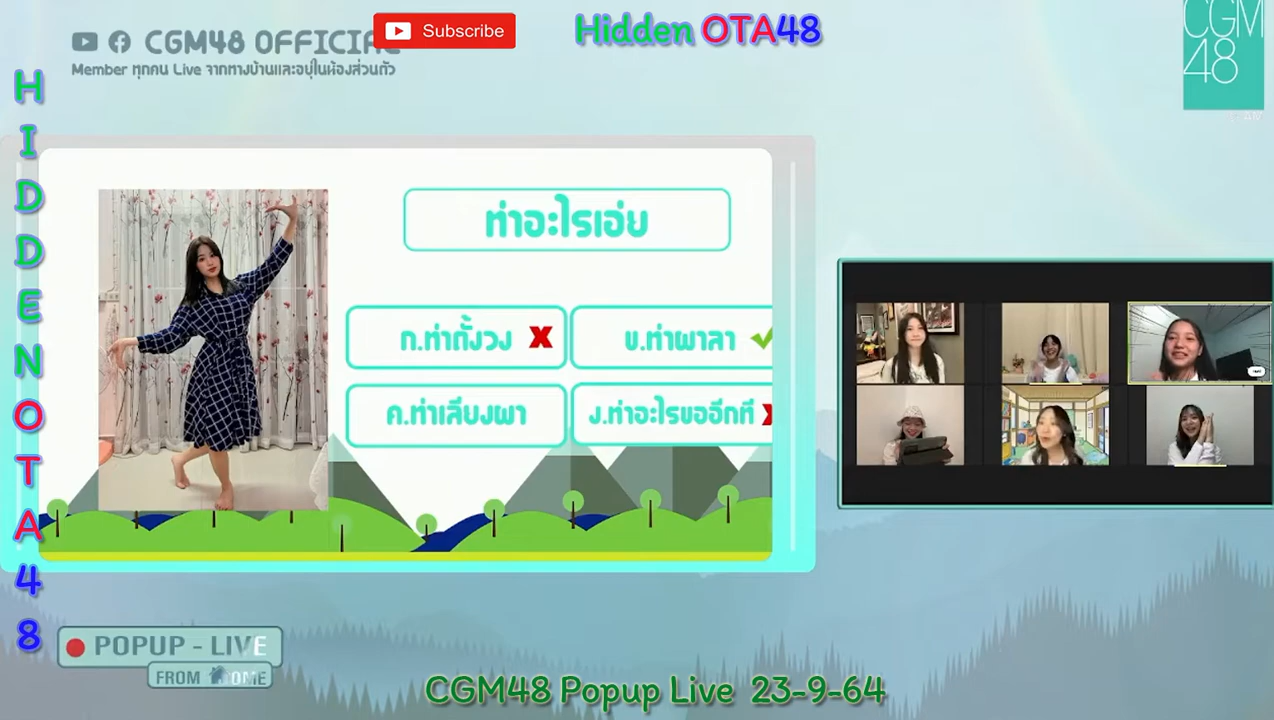 CGM48 OFFICIAL
Subscribe
Hidden OTA48
CGM
48
Member ทุกคน Live จากทางบ้านและอยู่ในห้องส่วนตัว
HIDDENOTA48
ท่าอะไรเอ่ย
ก.ท่าตั้งวง X
ข.ท่าผาลา
ค.ท่าเลียงผา
ง.ท่าอะไรขออีกที
POPUP - LIVE
FROM HOME
CGM48 Popup Live 23-9-64